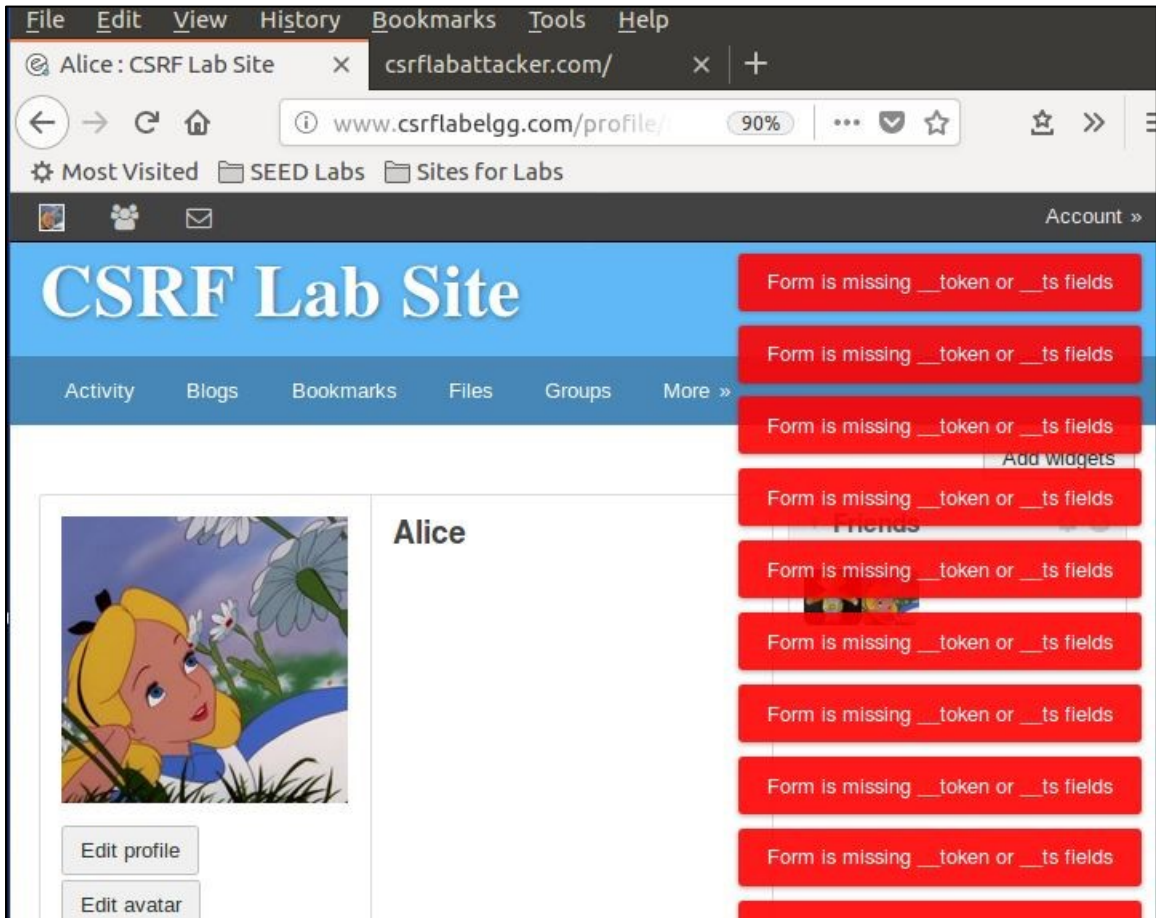 File Edit View History Bookmarks Tools Help
Alice : CSRF Lab Site
csrflabattacker.com/
www.csrflabelgg.com/profile/
90%
Most Visited SEED Labs Sites for Labs
Account »
CSRF Lab Site
Form is missing __token or __ts fields
Form is missing __token or __ts fields
Activity Blogs Bookmarks Files Groups More »
Form is missing __token or __ts fields
Add widgets
Form is missing __token or __ts fields
Alice
Friends
Form is missing __token or __ts fields
Form is missing __token or __ts fields
Form is missing __token or __ts fields
Form is missing __token or __ts fields
Edit profile
Form is missing __token or __ts fields
Edit avatar